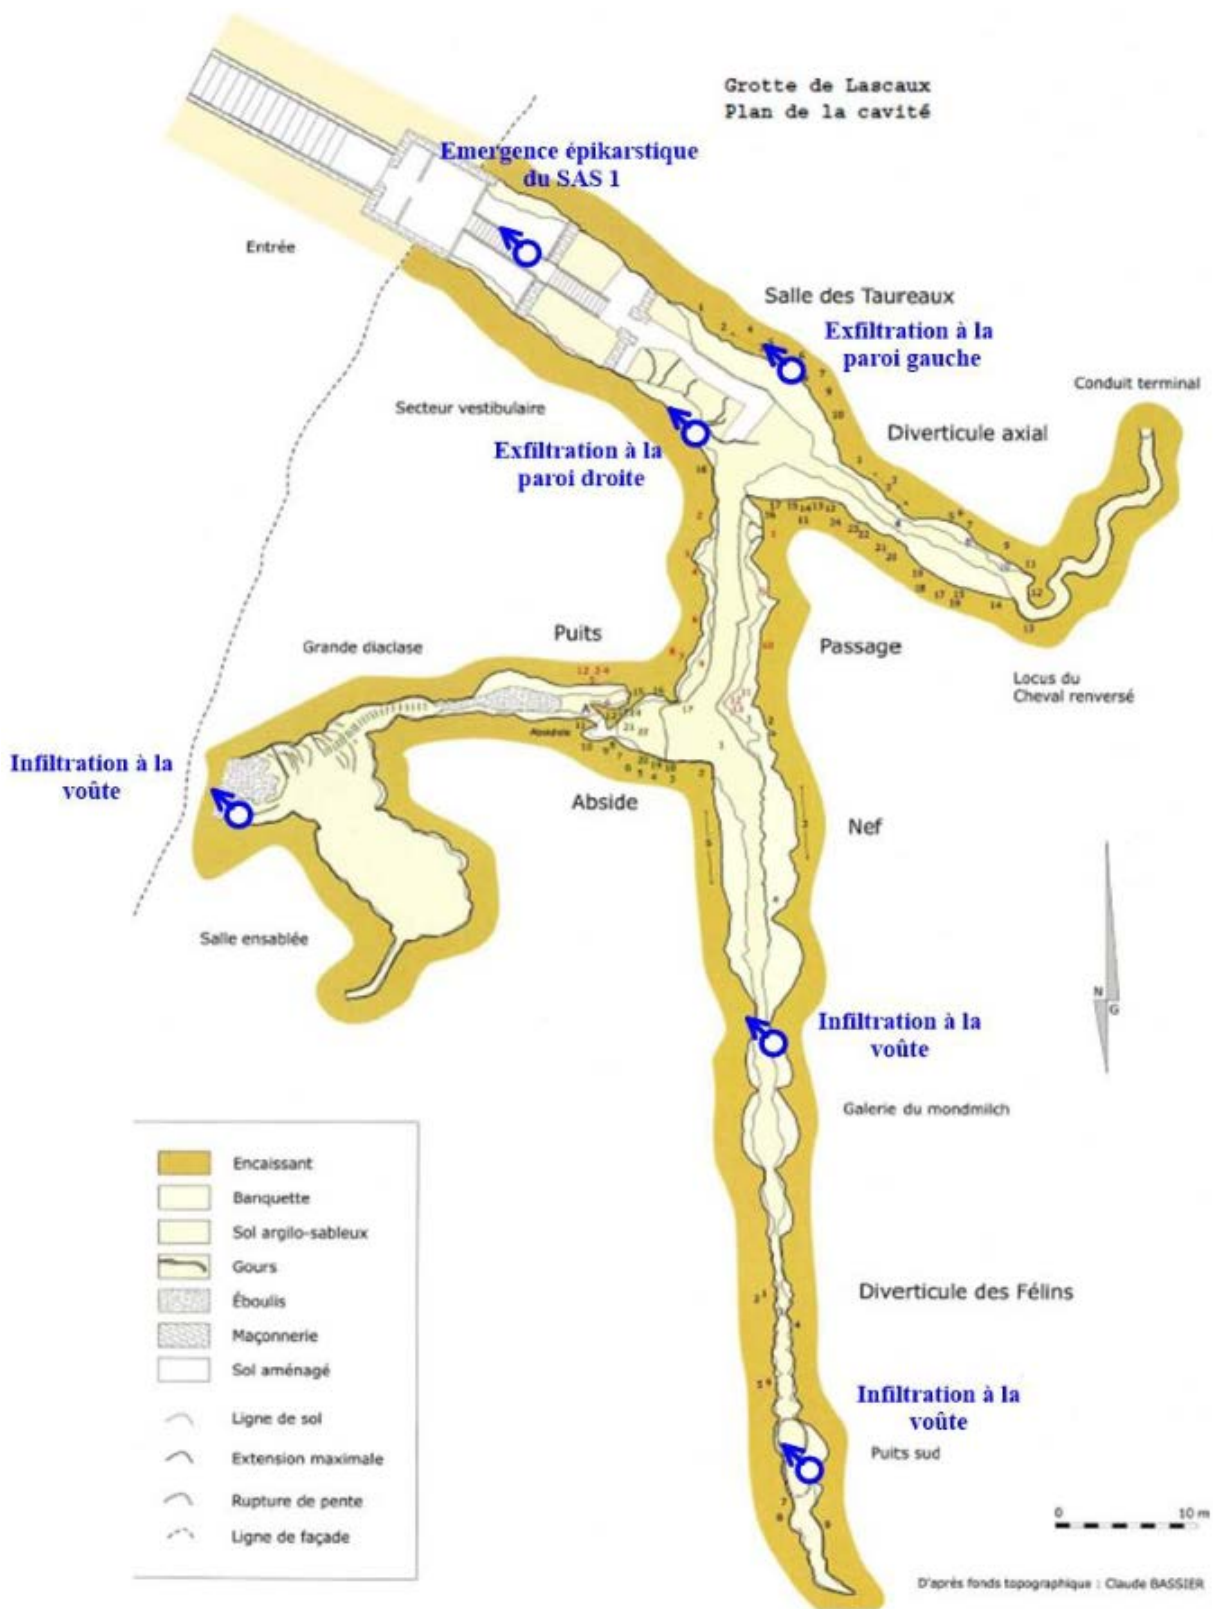 Grotte de Lascaux
Plan de la cavité
Emergence épikarstique
du SAS 1
Entrée
Salle des Taureaux
Exfiltration à la
paroi gauche
Conduit terminal
Secteur vestibulaire
Diverticule axial
Exfiltration à la
paroi droite
Puits
Grande diaclase
Passage
Locus du
Cheval renversé
Infiltration à la
voûte
Abside
Nef
Salle ensablée
N
G
Infiltration à la
voûte
Galerie du mondmilch
Encaissant
Banquette
Sol argilo-sableux
Gours
Éboulis
Maçonnerie
Sol aménagé
Ligne de sol
Extension maximale
Rupture de pente
Ligne de façade
Diverticule des Félins
Infiltration à la
voûte
Puits sud
0 10 m
D'après fonds topographique : Claude BASSIER